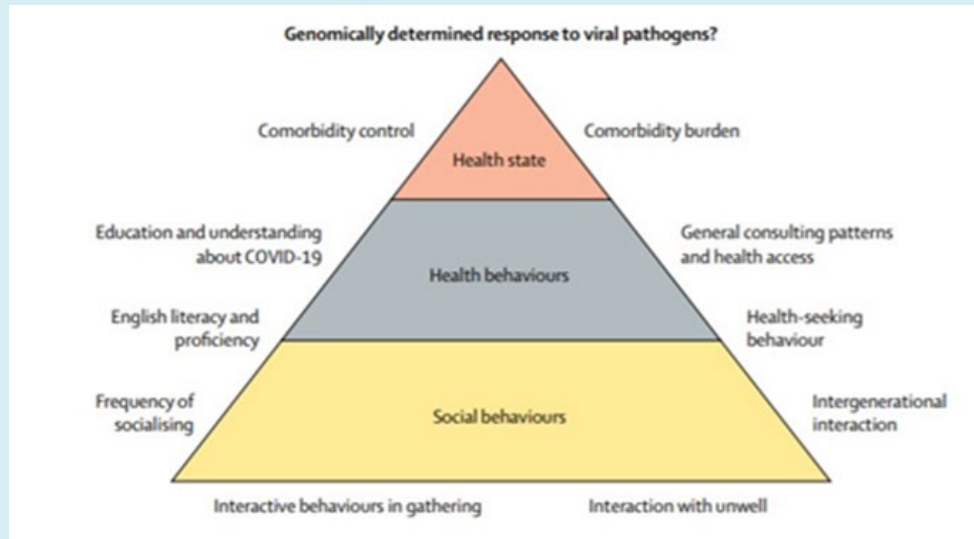 Genomically determined response to viral pathogens?
Comorbidity control
Comorbidity burden
Health state
Education and understanding
about COVID-19
General consulting patterns
and health access
Health behaviours
English literacy and
proficiency
Health-seeking
behaviour
Frequency of
socialising
Social behaviours
Intergenerational
interaction
Interactive behaviours in gathering
Interaction with unwell